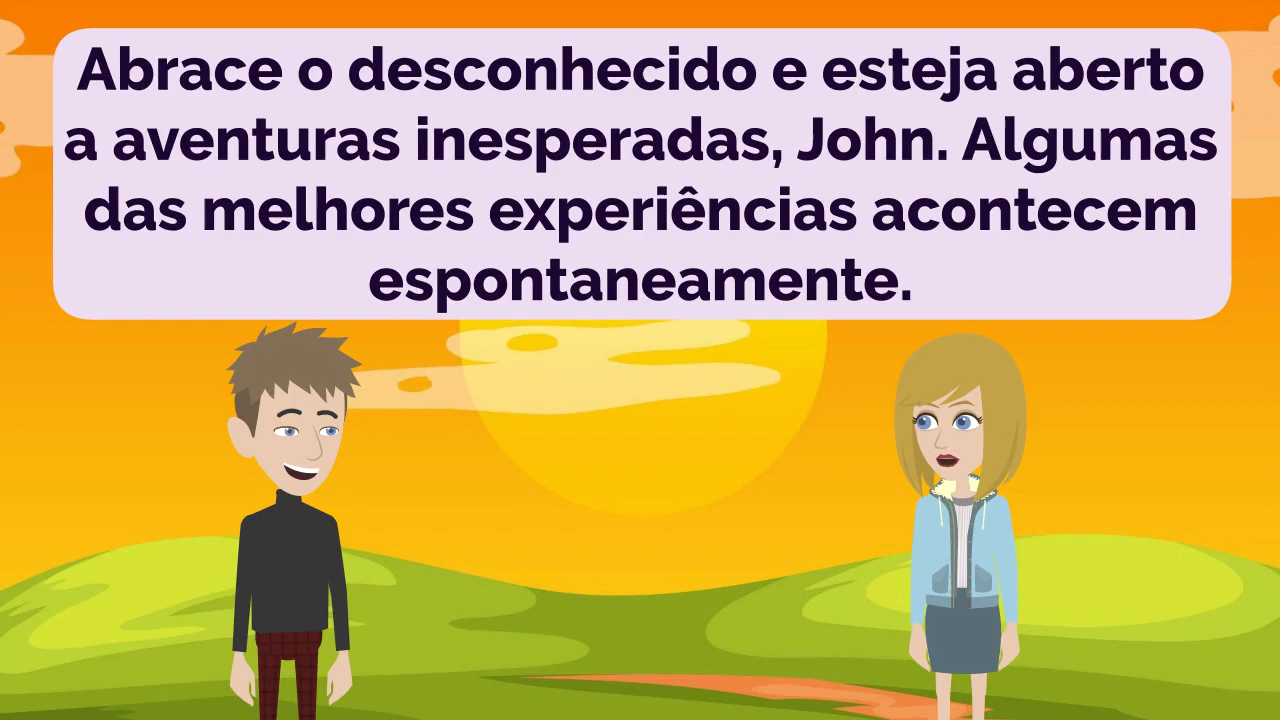 Abrace o desconhecido e esteja aberto
a aventuras inesperadas, John. Algumas
das melhores experiências acontecem
espontaneamente.